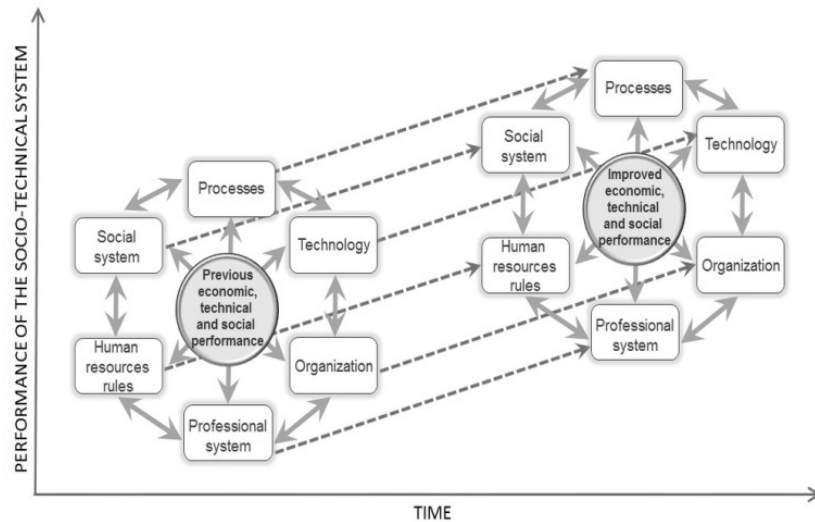 PERFORMANCE OF THE SOCIO-TECHNICAL SYSTEM
Processes
Social
system
Technology
Previous
economic,
technical
and social
performance
Human
resources
rules
Organization
Professional
system
Processes
Social
system
Technology
Improved
economic,
technical
and social
performance.
Human
resources
rules
Organization
Professional
system
TIME